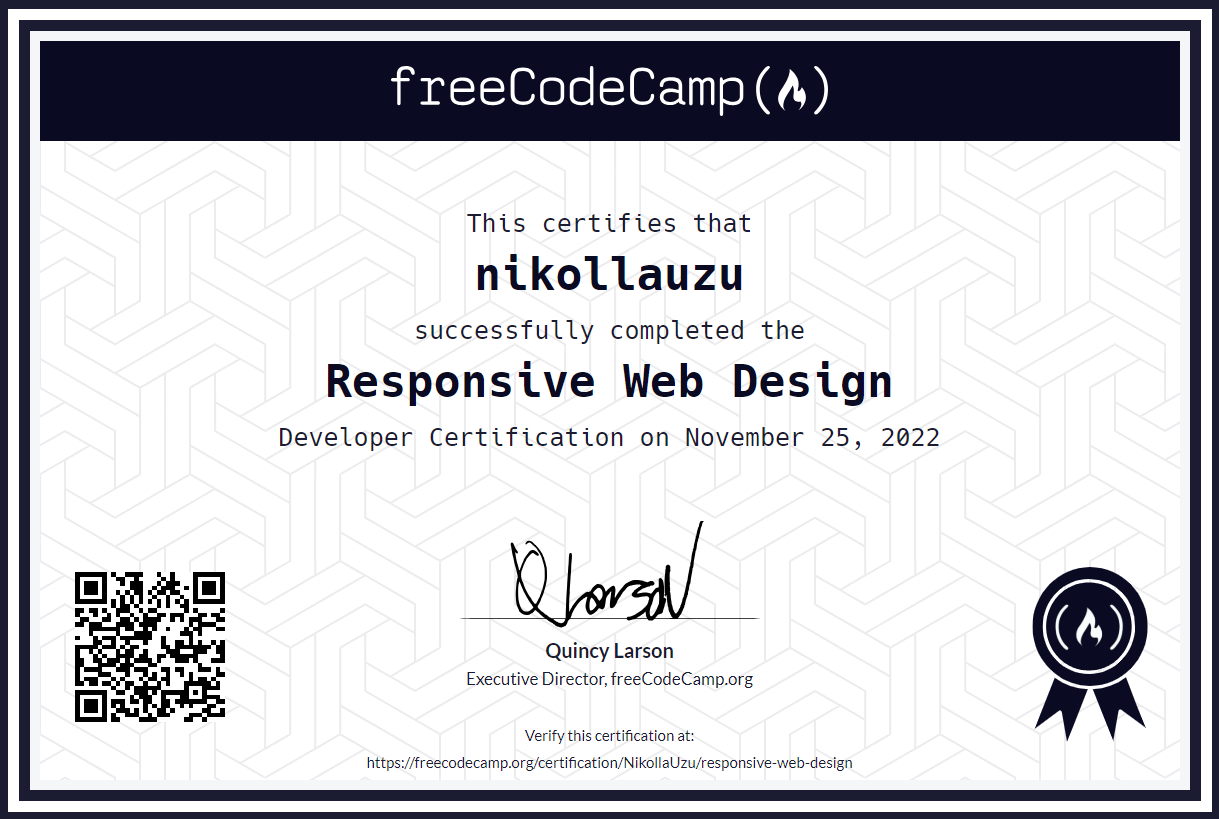 freeCodeCamp
This certifies that
nikollauzu
successfully completed the
Responsive Web Design
Developer Certification on November 25, 2022
Q Larson
Quincy Larson
Executive Director, freeCodeCamp.org
Verify this certification at:
https://freecodecamp.org/certification/NikollaUzu/responsive-web-design